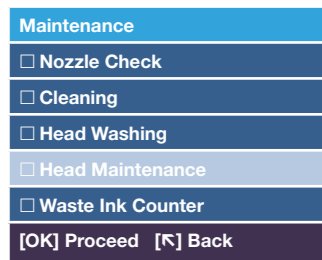 Maintenance
☐ Nozzle Check
☐ Cleaning
☐ Head Washing
☐ Head Maintenance
☐ Waste Ink Counter
[OK] Proceed [↸] Back